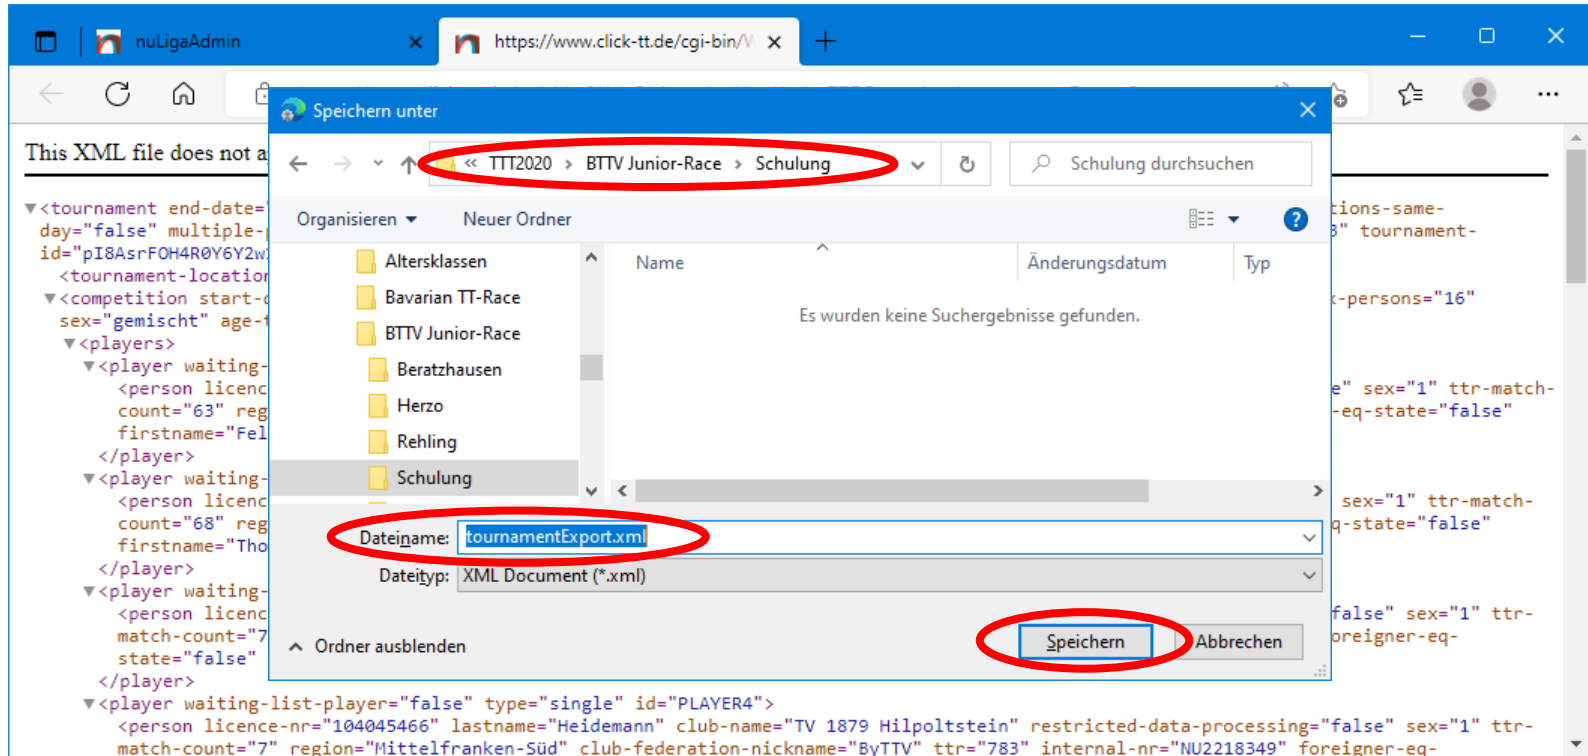 nuLigaAdmin
https://www.click-tt.de/cgi-bin/
Speichern unter
This XML file does not a
« TTT2020 > BTTV Junior-Race > Schulung
Schulung durchsuchen
Organisieren Neuer Ordner
Altersklassen
Bavarian TT-Race
BTTV Junior-Race
Beratzhausen
Herzo
Rehling
Schulung
Name Änderungsdatum Typ
Es wurden keine Suchergebnisse gefunden.
Dateiname: tournamentExport.xml
Dateityp: XML Document (*.xml)
Ordner ausblenden
Speichern Abbrechen
<tournament end-date= tions-same-
day="false" multiple- tournament-
id="pI8AsrFOH4R0Y6Y2w
<tournament-location
<competition start- -persons="16"
sex="gemischt" age-
<players>
<player waiting-
<person licenc e" sex="1" ttr-match-
count="63" reg -eq-state="false"
firstname="Fel
</player>
<player waiting-
<person licenc sex="1" ttr-match-
count="68" reg q-state="false"
firstname="Tho
</player>
<player waiting-
<person licenc false" sex="1" ttr-
match-count="7 oreigner-eq-
state="false"
</player>
<player waiting-list-player="false" type="single" id="PLAYER4">
<person licence-nr="104045466" lastname="Heidemann" club-name="TV 1879 Hilpoltstein" restricted-data-processing="false" sex="1" ttr-
match-count="7" region="Mittelfranken-Süd" club-federation-nickname="ByTTV" ttr="783" internal-nr="NU2218349" foreigner-eq-